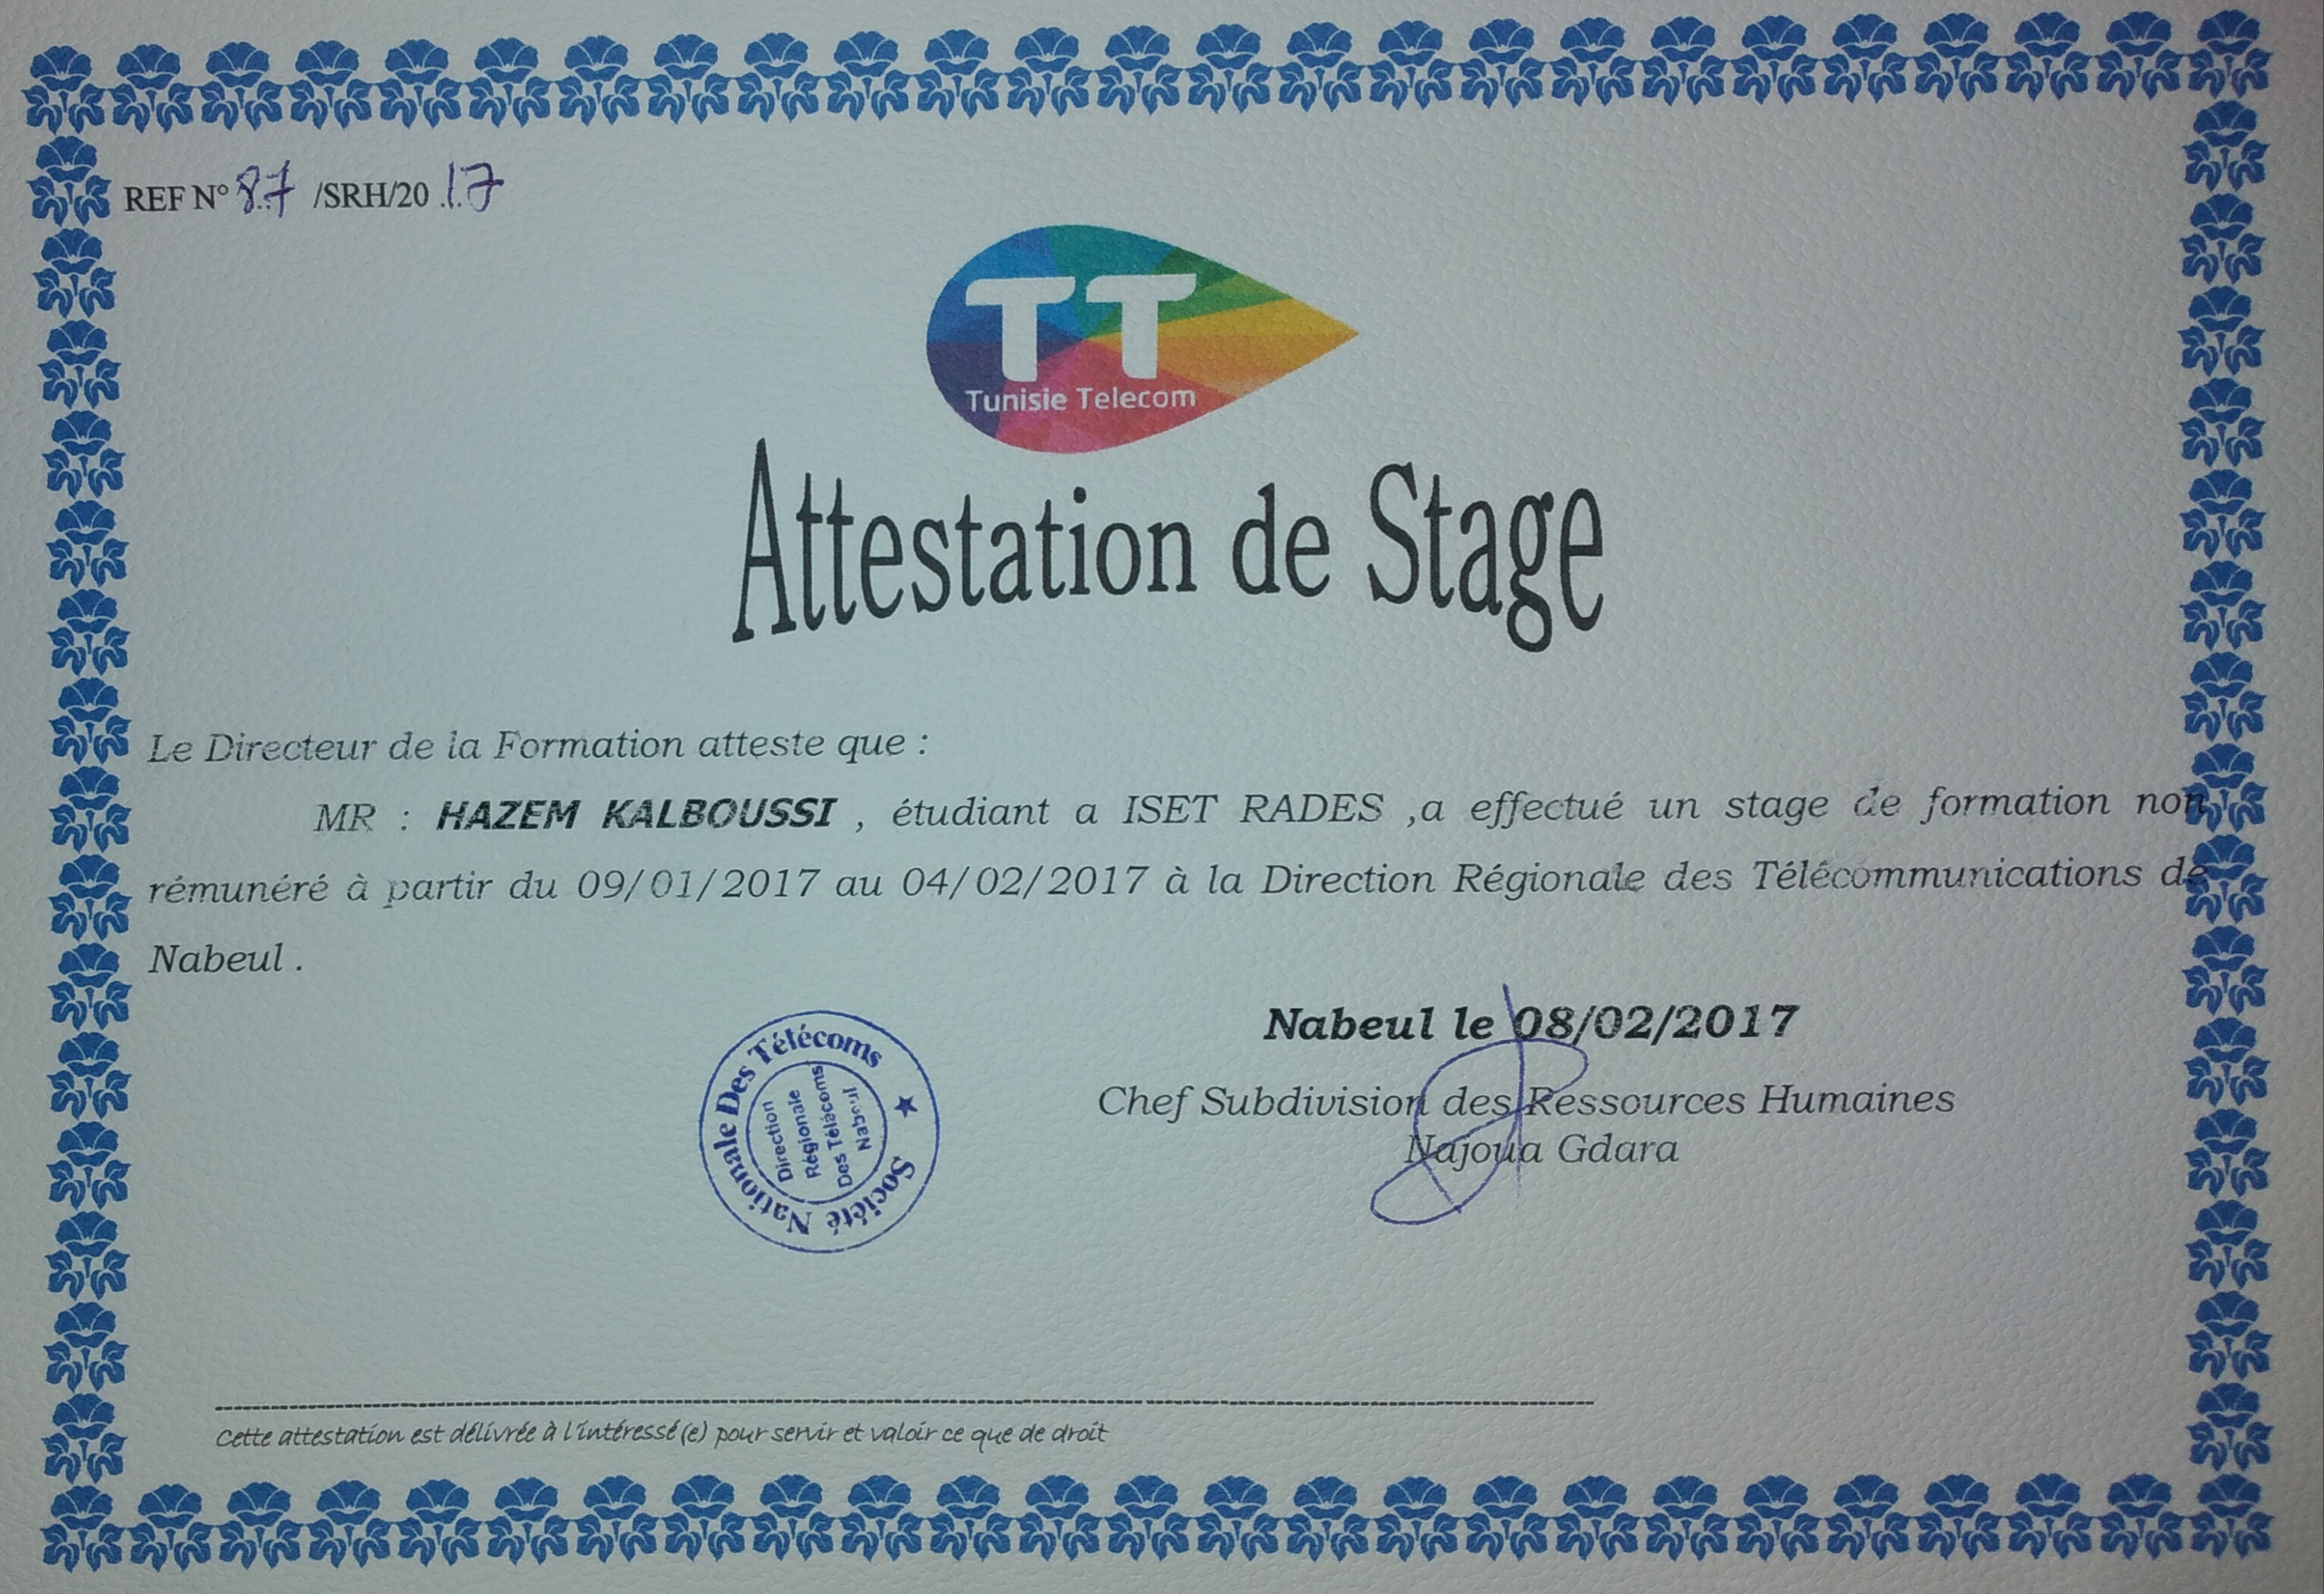 REF N° 87 /SRH/20 17
TT
Tunisie Telecom
Attestation de Stage
Le Directeur de la Formation atteste que :
MR : HAZEM KALBOUSSI , étudiant a ISET RADES ,a effectué un stage de formation non
rémunéré à partir du 09/01/2017 au 04/02/2017 à la Direction Régionale des Télécommunications de
Nabeul .
Nabeul le 08/02/2017
Chef Subdivision des Ressources Humaines
Najoua Gdara
Société Nationale Des Télécoms ★
Direction
Régionale
Des Télécoms
Nabeul
Cette attestation est délivrée à l'intéressé(e) pour servir et valoir ce que de droit